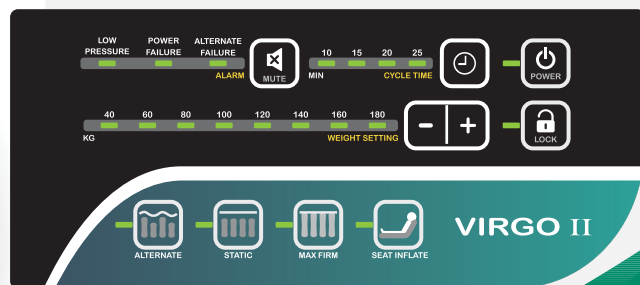 LOW PRESSURE
POWER FAILURE
ALTERNATE FAILURE
ALARM
MUTE
10 15 20 25
MIN CYCLE TIME
POWER
40 60 80 100 120 140 160 180
KG WEIGHT SETTING
- +
LOCK
ALTERNATE
STATIC
MAX FIRM
SEAT INFLATE
VIRGO II